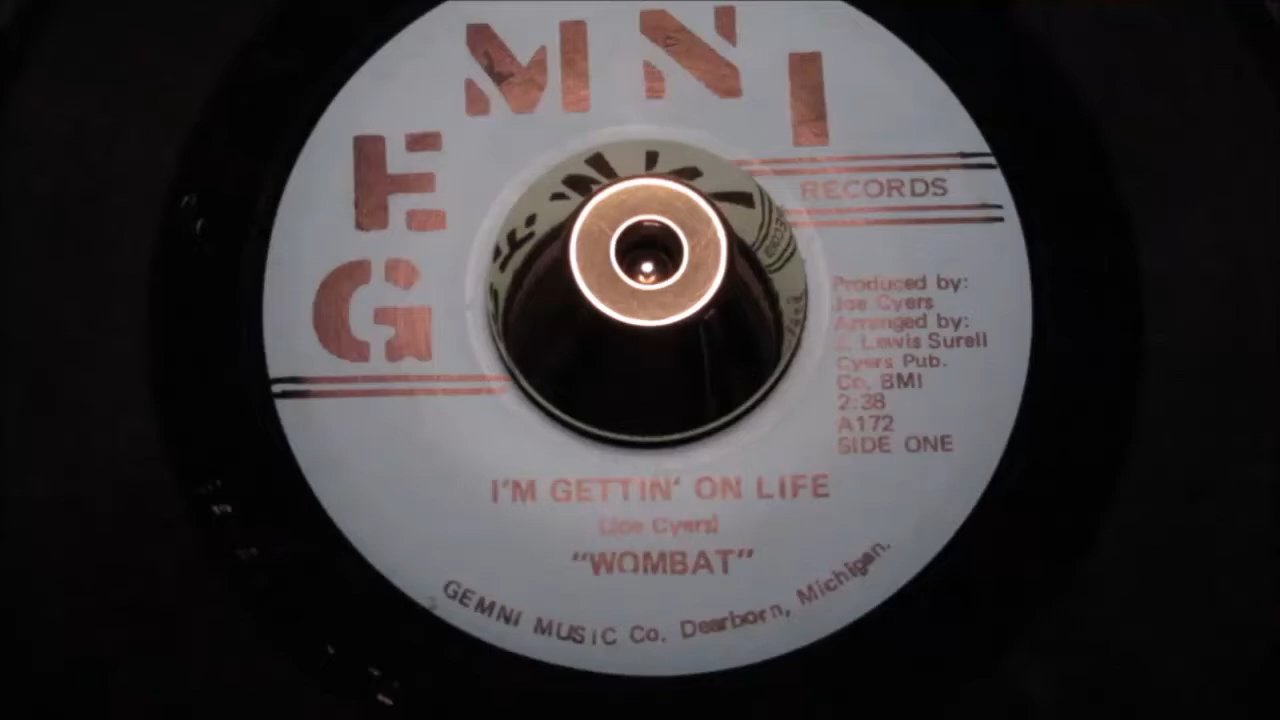 GEMNI
RECORDS
Produced by:
Joe Cyers
Arranged by:
J. Lewis Surell
Cyers Pub.
Co. BMI
2:38
A172
SIDE ONE
I'M GETTIN' ON LIFE
(Joe Cyers)
"WOMBAT"
GEMNI MUSIC Co. Dearborn, Michigan.